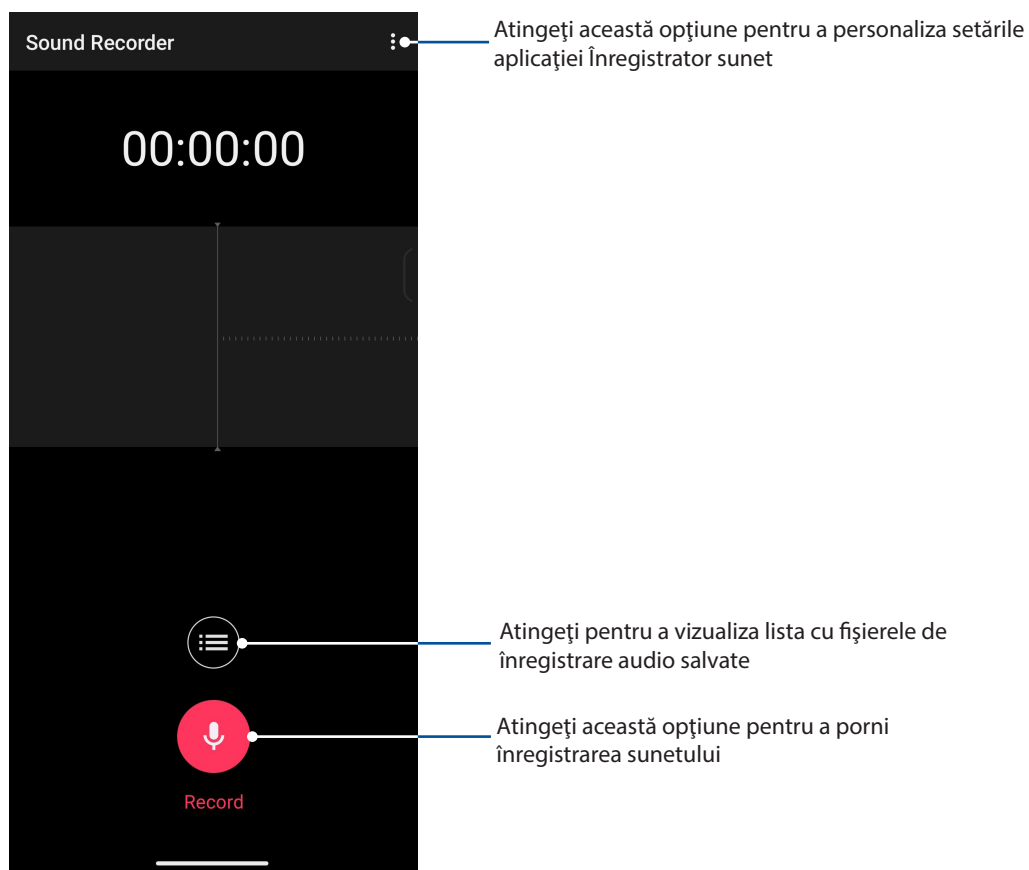 Sound Recorder
Atingeţi această opţiune pentru a personaliza setările
aplicaţiei Înregistrator sunet
00:00:00
Atingeţi pentru a vizualiza lista cu fişierele de
înregistrare audio salvate
Atingeţi această opţiune pentru a porni
înregistrarea sunetului
Record